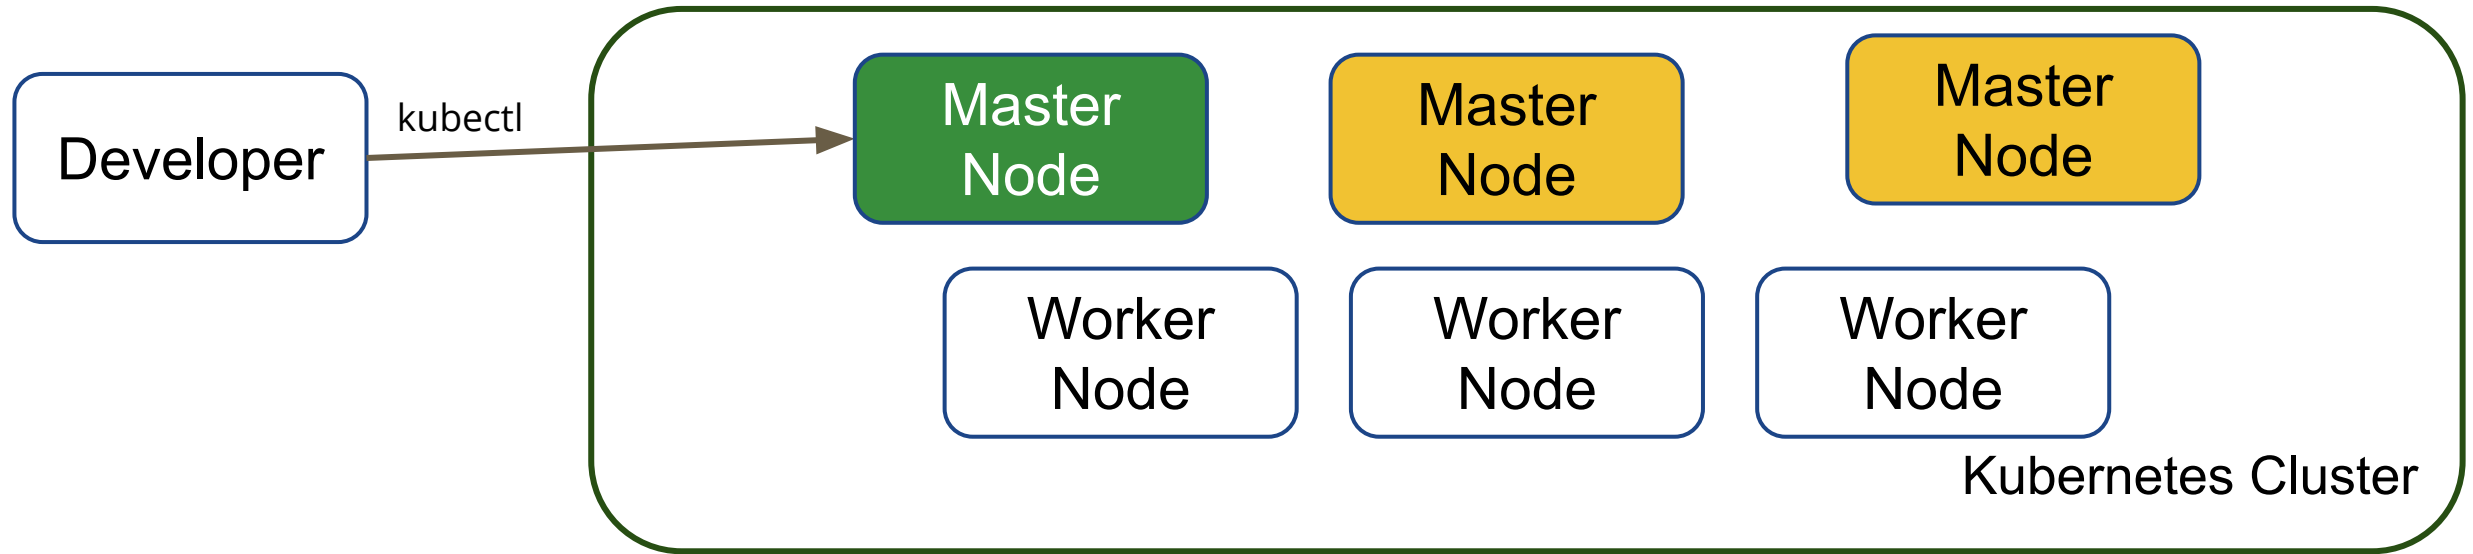 Developer
kubectl
Master
Node
Master
Node
Master
Node
Worker
Node
Worker
Node
Worker
Node
Kubernetes Cluster